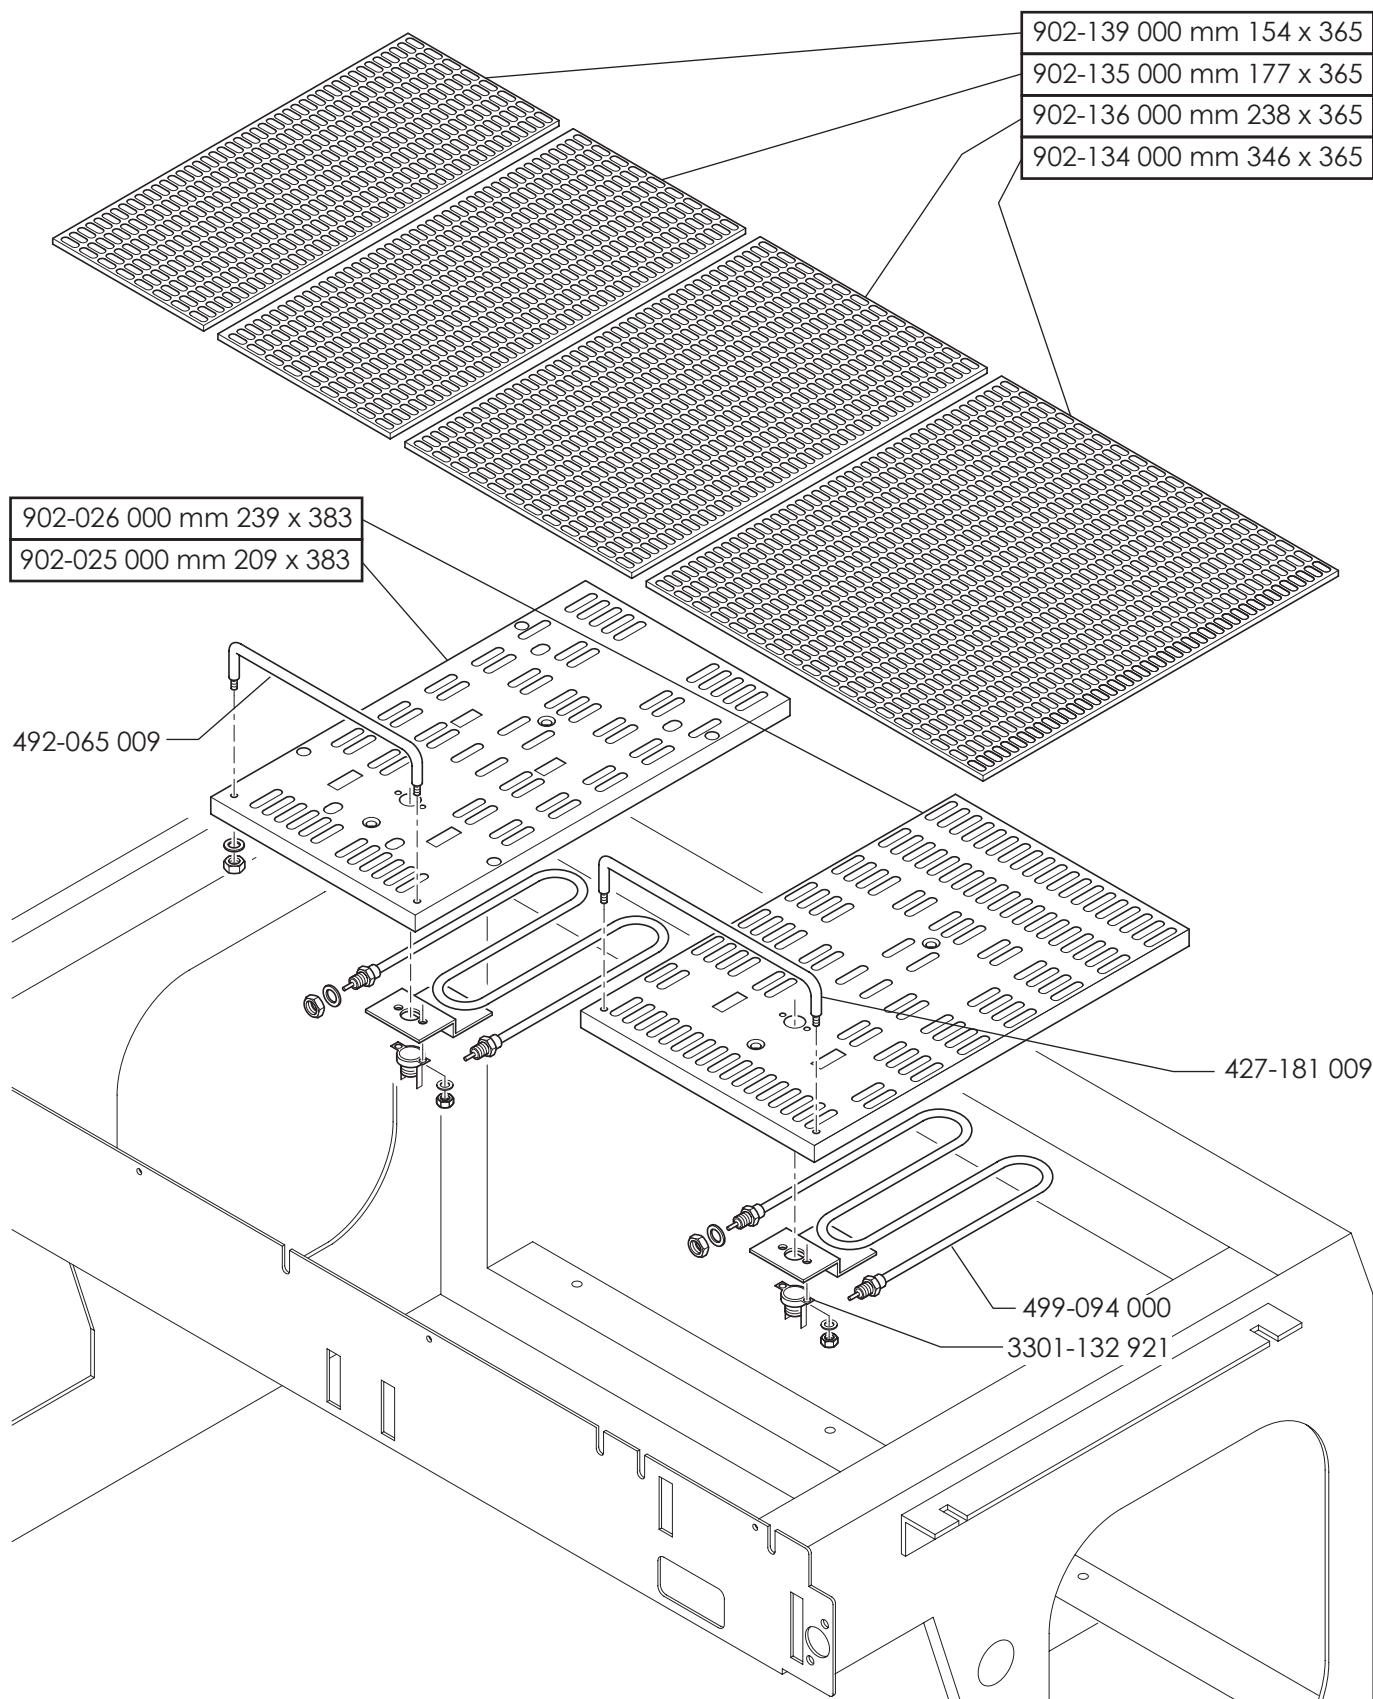 902-139 000 mm 154 x 365
902-135 000 mm 177 x 365
902-136 000 mm 238 x 365
902-134 000 mm 346 x 365
902-026 000 mm 239 x 383
902-025 000 mm 209 x 383
492-065 009
427-181 009
499-094 000
3301-132 921